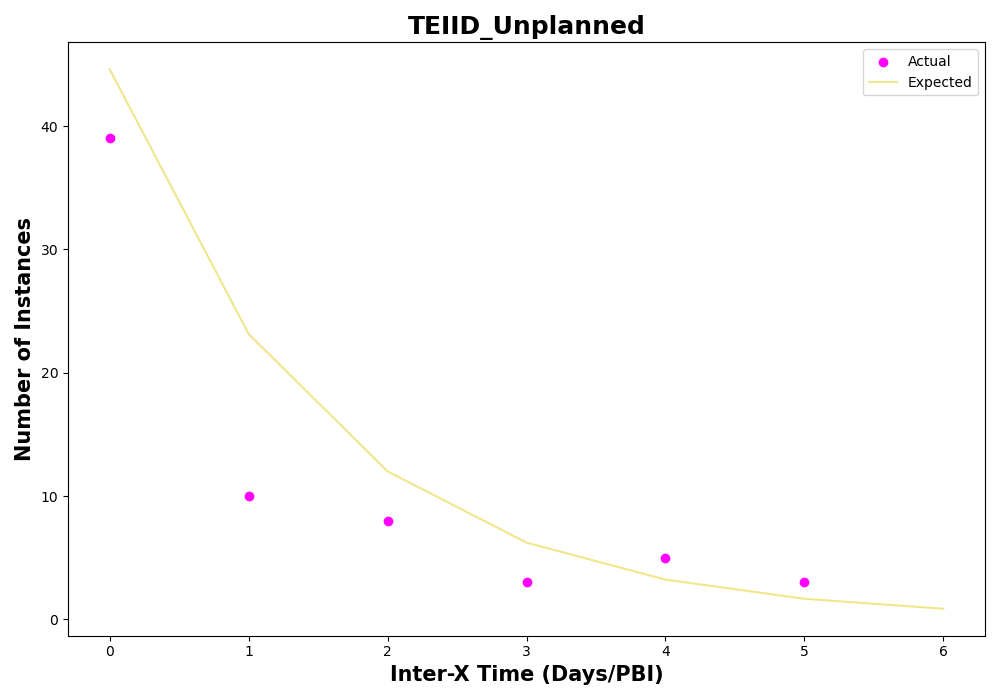 TEIID_Unplanned
Actual
Expected
Number of Instances
40
30
20
10
0
0 1 2 3 4 5 6
Inter-X Time (Days/PBI)